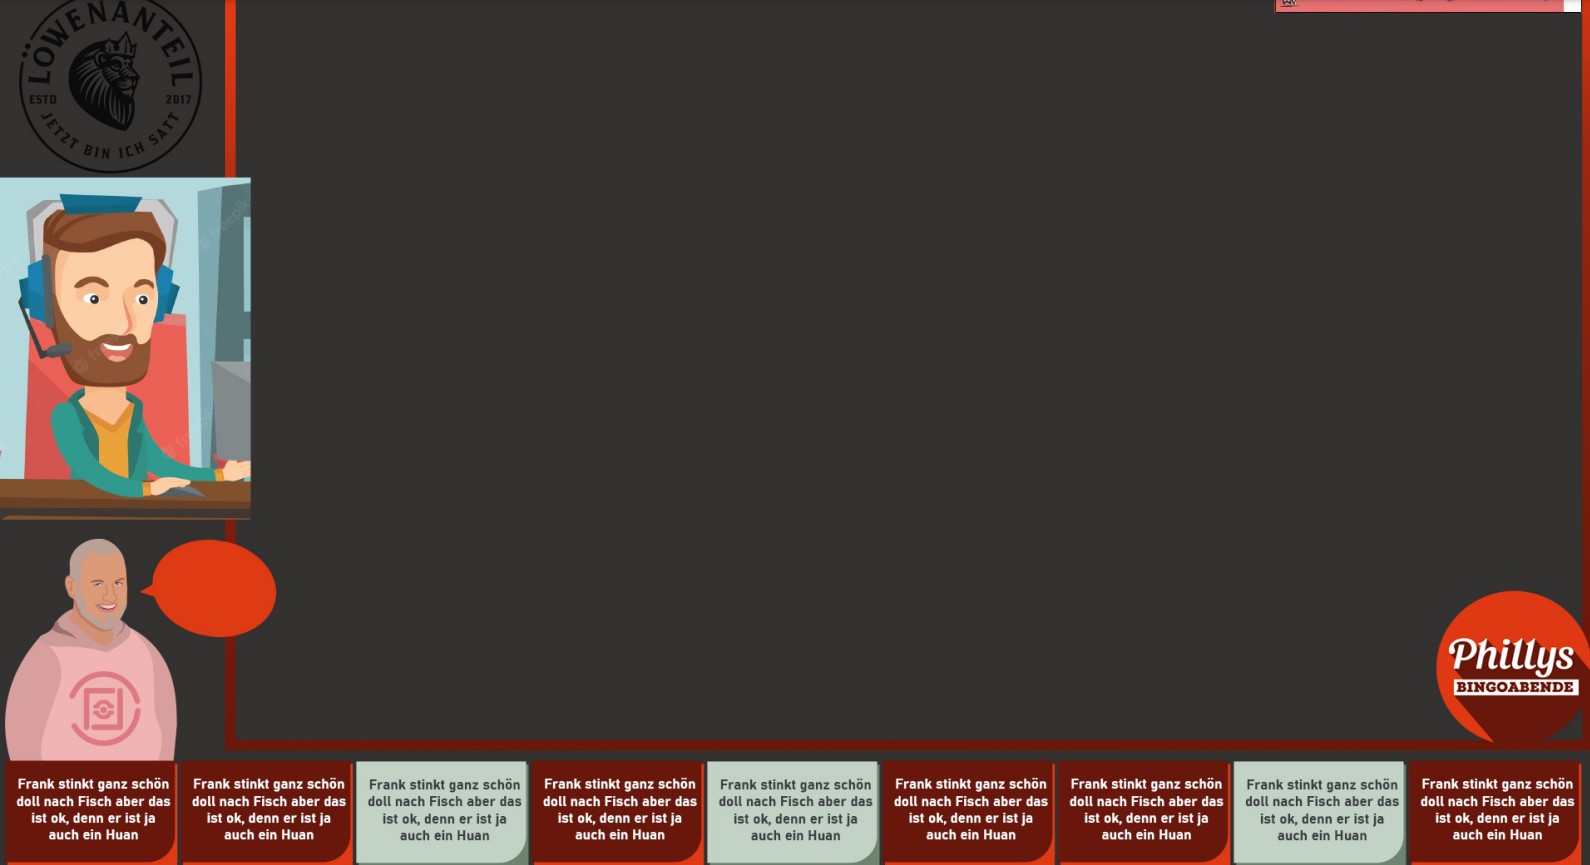 LÖWENANTEIL
ESTD 2017
JETZT BIN ICH SATT
freepik
Phillys
BINGOABENDE
Frank stinkt ganz schön
doll nach Fisch aber das
ist ok, denn er ist ja
auch ein Huan
Frank stinkt ganz schön
doll nach Fisch aber das
ist ok, denn er ist ja
auch ein Huan
Frank stinkt ganz schön
doll nach Fisch aber das
ist ok, denn er ist ja
auch ein Huan
Frank stinkt ganz schön
doll nach Fisch aber das
ist ok, denn er ist ja
auch ein Huan
Frank stinkt ganz schön
doll nach Fisch aber das
ist ok, denn er ist ja
auch ein Huan
Frank stinkt ganz schön
doll nach Fisch aber das
ist ok, denn er ist ja
auch ein Huan
Frank stinkt ganz schön
doll nach Fisch aber das
ist ok, denn er ist ja
auch ein Huan
Frank stinkt ganz schön
doll nach Fisch aber das
ist ok, denn er ist ja
auch ein Huan
Frank stinkt ganz schön
doll nach Fisch aber das
ist ok, denn er ist ja
auch ein Huan